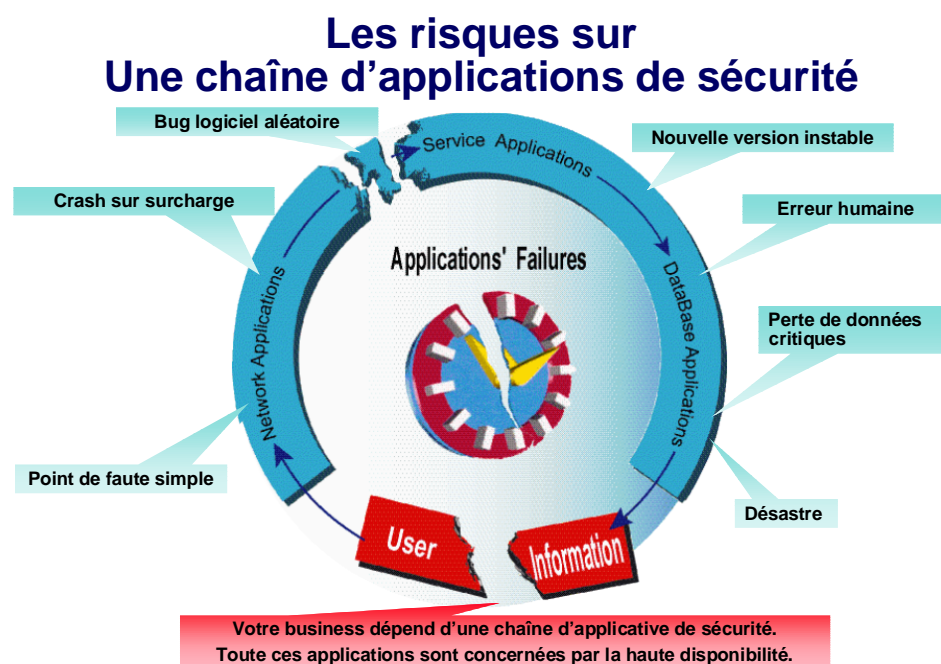 Les risques sur
Une chaîne d’applications de sécurité
Bug logiciel aléatoire
Service Applications
Nouvelle version instable
Crash sur surcharge
Erreur humaine
Applications' Failures
Network Applications
DataBase Applications
Perte de données
critiques
Point de faute simple
Désastre
User
Information
Votre business dépend d’une chaîne d’applicative de sécurité.
Toute ces applications sont concernées par la haute disponibilité.